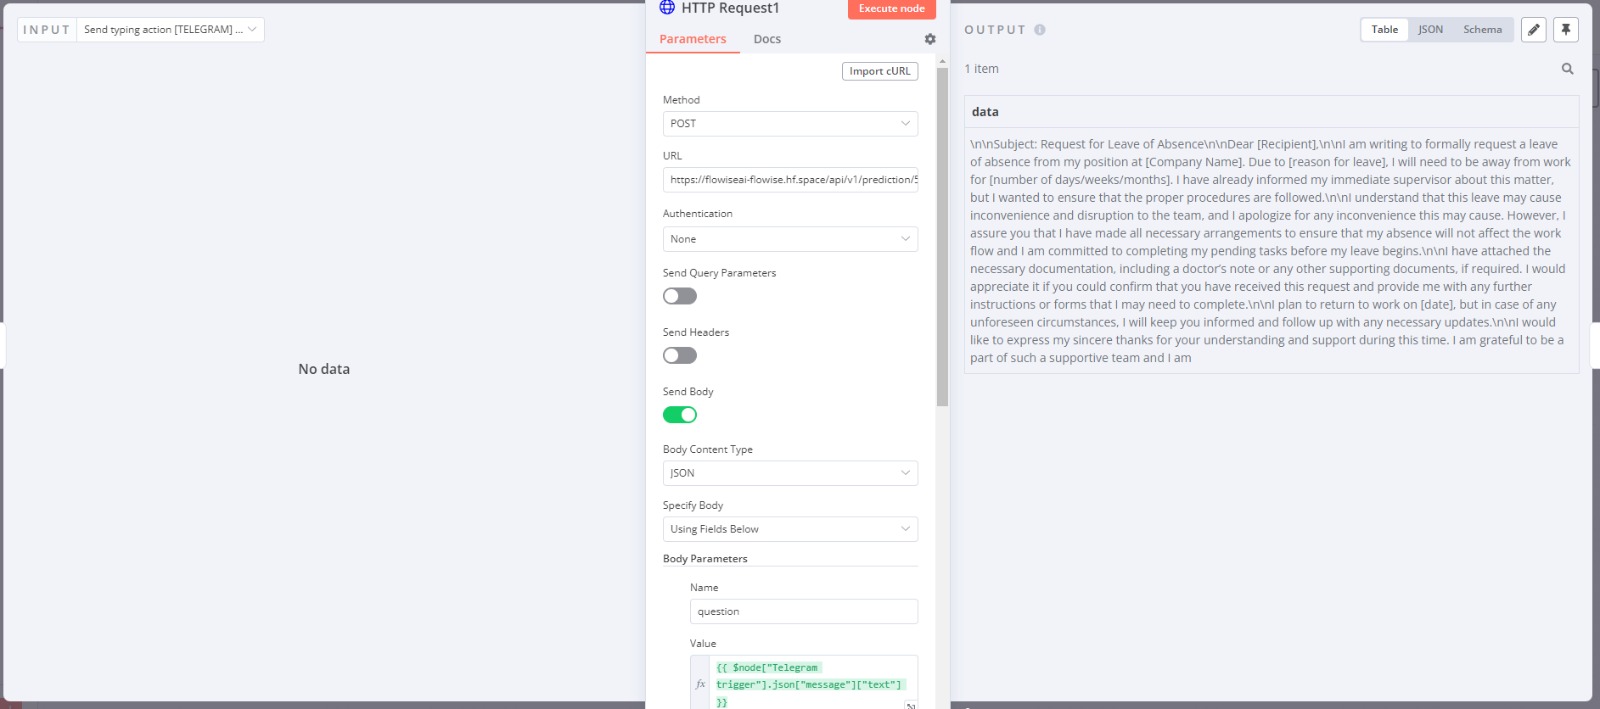 INPUT
Send typing action [TELEGRAM] ...
No data
HTTP Request1
Execute node
Parameters
Docs
Import cURL
Method
POST
URL
https://flowiseai-flowise.hf.space/api/v1/prediction/5
Authentication
None
Send Query Parameters
Send Headers
Send Body
Body Content Type
JSON
Specify Body
Using Fields Below
Body Parameters
Name
question
Value
fx
{{ $node["Telegram
trigger"].json["message"]["text"]
}}
OUTPUT
Table
JSON
Schema
1 item
data
\n\nSubject: Request for Leave of Absence\n\nDear [Recipient],\n\nI am writing to formally request a leave
of absence from my position at [Company Name]. Due to [reason for leave], I will need to be away from work
for [number of days/weeks/months]. I have already informed my immediate supervisor about this matter,
but I wanted to ensure that the proper procedures are followed.\n\nI understand that this leave may cause
inconvenience and disruption to the team, and I apologize for any inconvenience this may cause. However, I
assure you that I have made all necessary arrangements to ensure that my absence will not affect the work
flow and I am committed to completing my pending tasks before my leave begins.\n\nI have attached the
necessary documentation, including a doctor's note or any other supporting documents, if required. I would
appreciate it if you could confirm that you have received this request and provide me with any further
instructions or forms that I may need to complete.\n\nI plan to return to work on [date], but in case of any
unforeseen circumstances, I will keep you informed and follow up with any necessary updates.\n\nI would
like to express my sincere thanks for your understanding and support during this time. I am grateful to be a
part of such a supportive team and I am